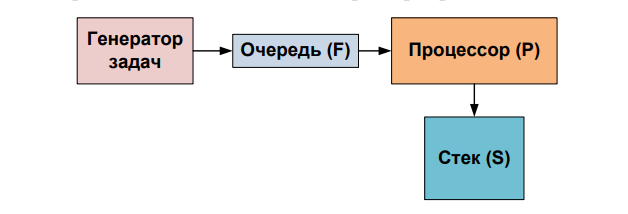 Генератор
задач
Очередь (F)
Процессор (P)
Стек (S)